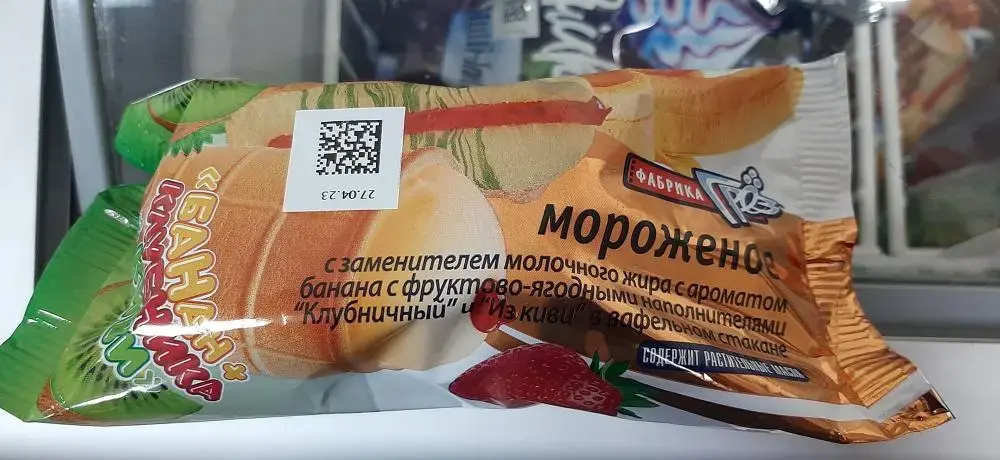 27.04.23
ФАБРИКА
ГРЁЗ
мороженое
с заменителем молочного жира с ароматом
банана с фруктово-ягодными наполнителями
"Клубничный" и "Из киви" в вафельном стакане
СОДЕРЖИТ РАСТИТЕЛЬНЫЕ МАСЛА
«БАНАН+